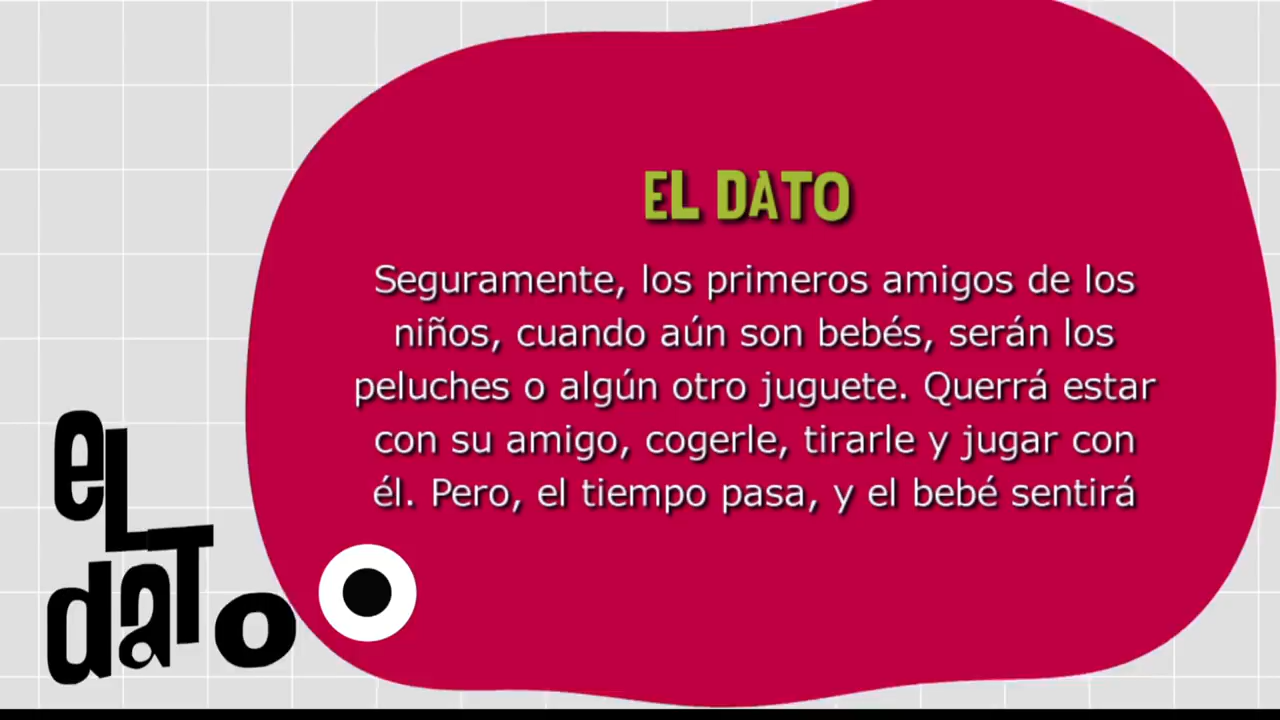 EL DATO
Seguramente, los primeros amigos de los
niños, cuando aún son bebés, serán los
peluches o algún otro juguete. Querrá estar
con su amigo, cogerle, tirarle y jugar con
él. Pero, el tiempo pasa, y el bebé sentirá
eL
daTo